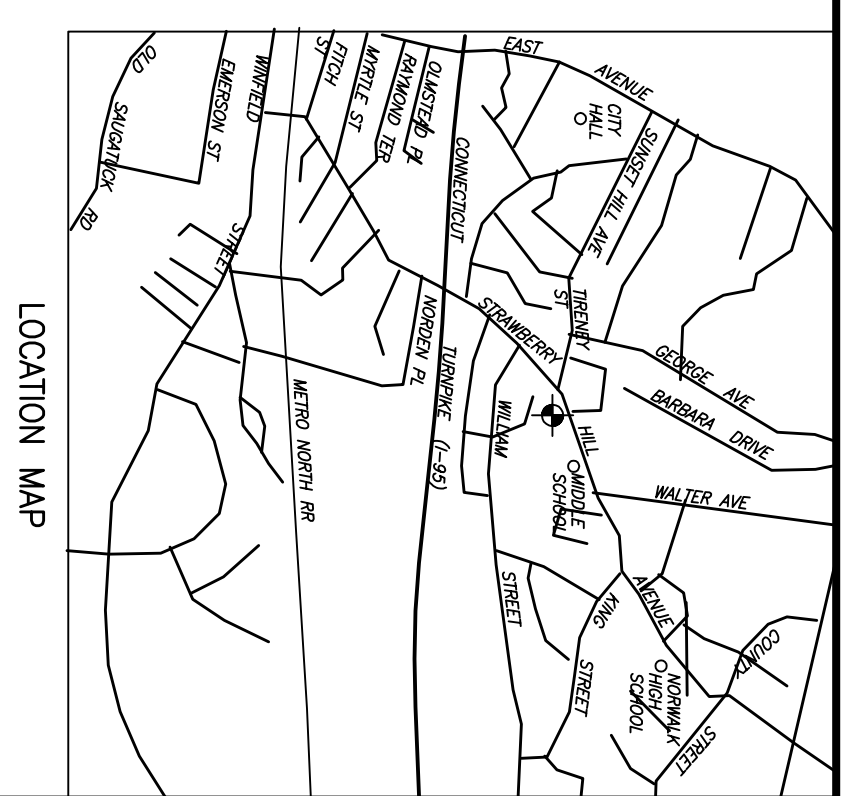 EAST
AVENUE
CITY
HALL
SUNSET HILL AVE
OLMSTEAD PL
RAYMOND TER
MYRTLE ST
FITCH
ST
WINFIELD
STREET
EMERSON ST
OLD
SAUGATUCK
RD
CONNECTICUT
TURNPIKE (I-95)
NORDEN PL
METRO NORTH RR
STRAWBERRY
HILL
AVENUE
TIRENEY
ST
GEORGE AVE
BARBARA DRIVE
WALTER AVE
WILLIAM
STREET
MIDDLE
SCHOOL
KING
STREET
NORWALK
HIGH
SCHOOL
COUNTY
STREET
LOCATION MAP